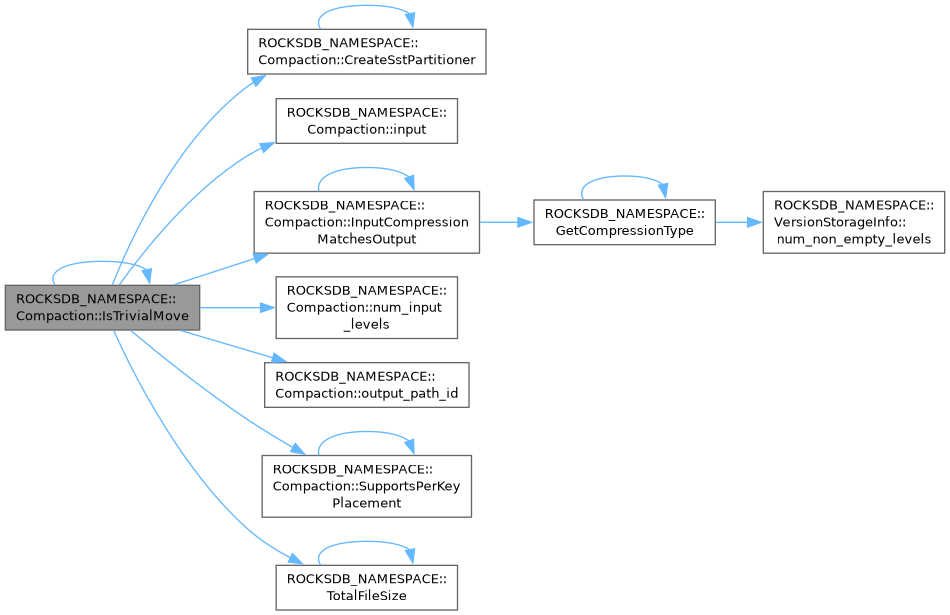 ROCKSDB_NAMESPACE::
Compaction::CreateSstPartitioner
ROCKSDB_NAMESPACE::
Compaction::input
ROCKSDB_NAMESPACE::
Compaction::InputCompression
MatchesOutput
ROCKSDB_NAMESPACE::
GetCompressionType
ROCKSDB_NAMESPACE::
VersionStorageInfo::
num_non_empty_levels
ROCKSDB_NAMESPACE::
Compaction::IsTrivialMove
ROCKSDB_NAMESPACE::
Compaction::num_input
_levels
ROCKSDB_NAMESPACE::
Compaction::output_path_id
ROCKSDB_NAMESPACE::
Compaction::SupportsPerKey
Placement
ROCKSDB_NAMESPACE::
TotalFileSize